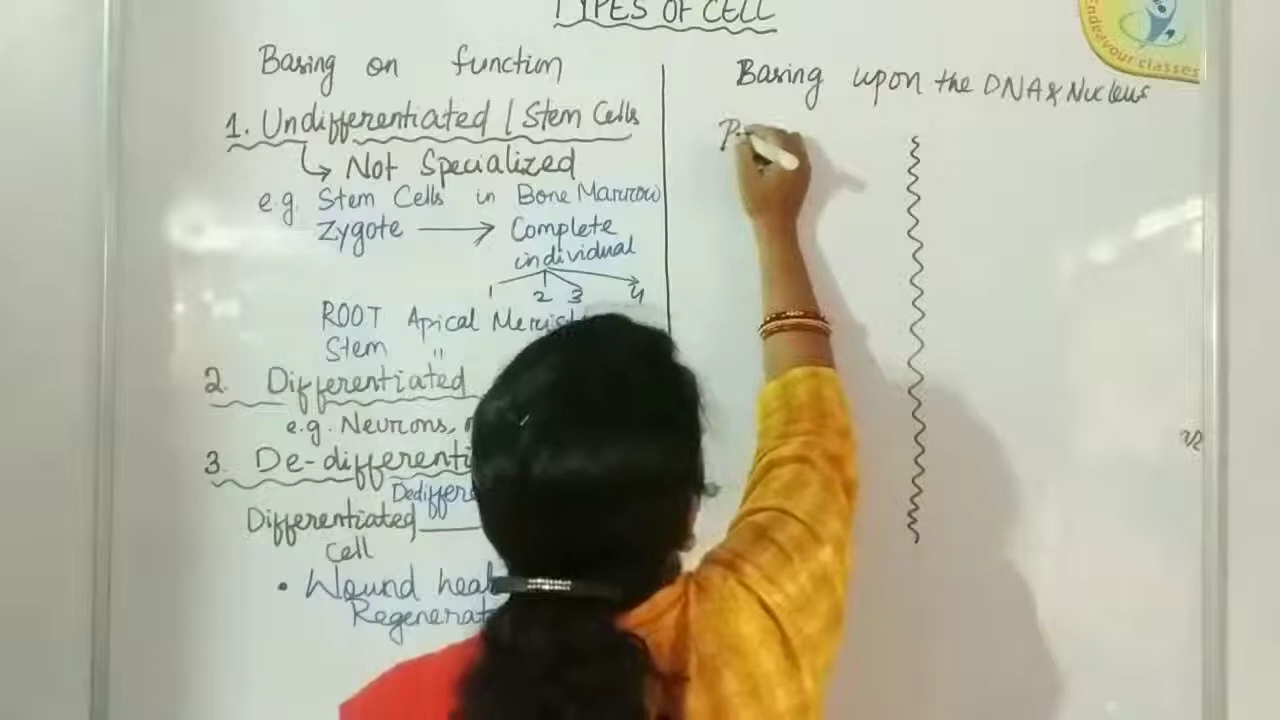 TYPES OF CELL
Basing on function
1. Undifferentiated / Stem Cells
↳ Not Specialized
e.g. Stem Cells in Bone Marrow
Zygote → Complete
individual
1 2 3 4
ROOT Apical
Stem "
2. Differentiated
e.g. Neurons,
3. De-differenti
Dediffere
Differentiated
Cell
• Wound heal
Regenerat
Basing upon the DNA & Nucleus
Endeavour classes